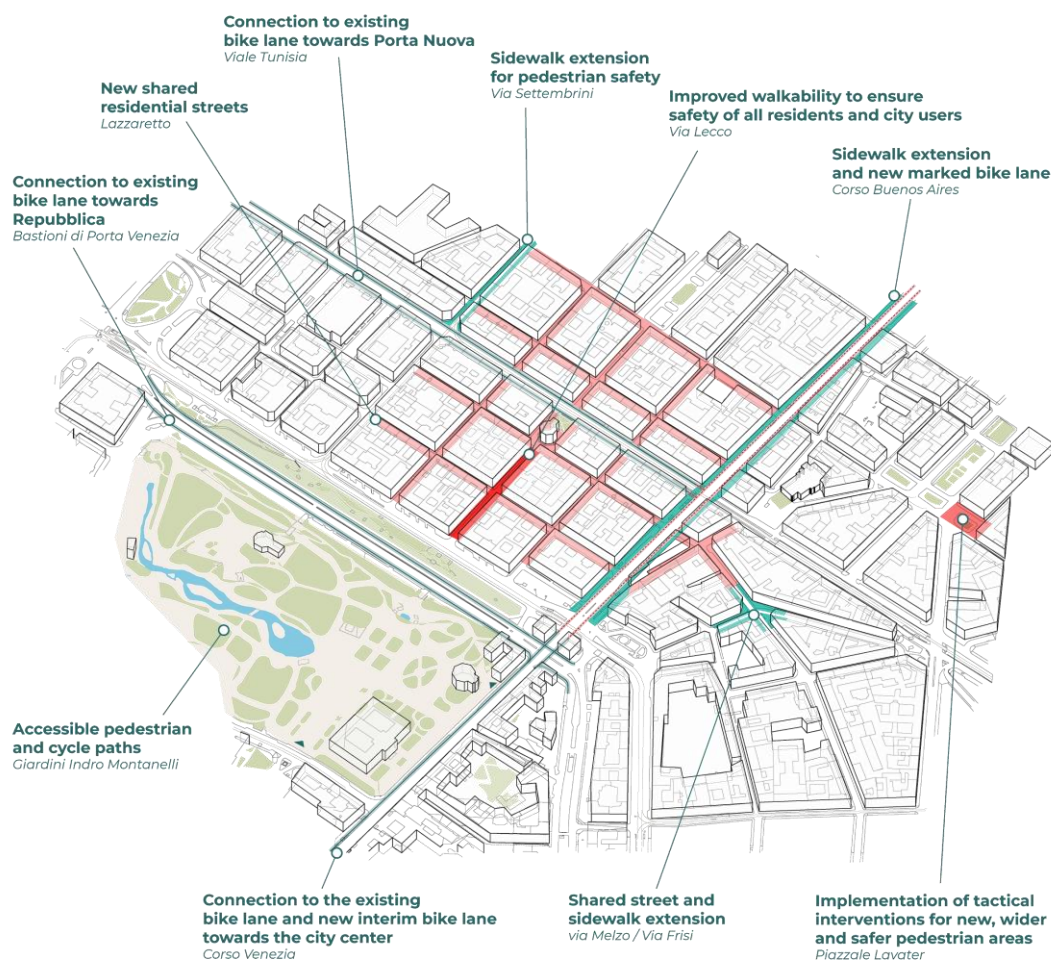 Connection to existing
bike lane towards Porta Nuova
Viale Tunisia
Sidewalk extension
for pedestrian safety
Via Settembrini
New shared
residential streets
Lazzaretto
Improved walkability to ensure
safety of all residents and city users
Via Lecco
Sidewalk extension
and new marked bike lane
Corso Buenos Aires
Connection to existing
bike lane towards
Repubblica
Bastioni di Porta Venezia
Accessible pedestrian
and cycle paths
Giardini Indro Montanelli
Connection to the existing
bike lane and new interim bike lane
towards the city center
Corso Venezia
Shared street and
sidewalk extension
via Melzo / Via Frisi
Implementation of tactical
interventions for new, wider
and safer pedestrian areas
Piazzale Lavater